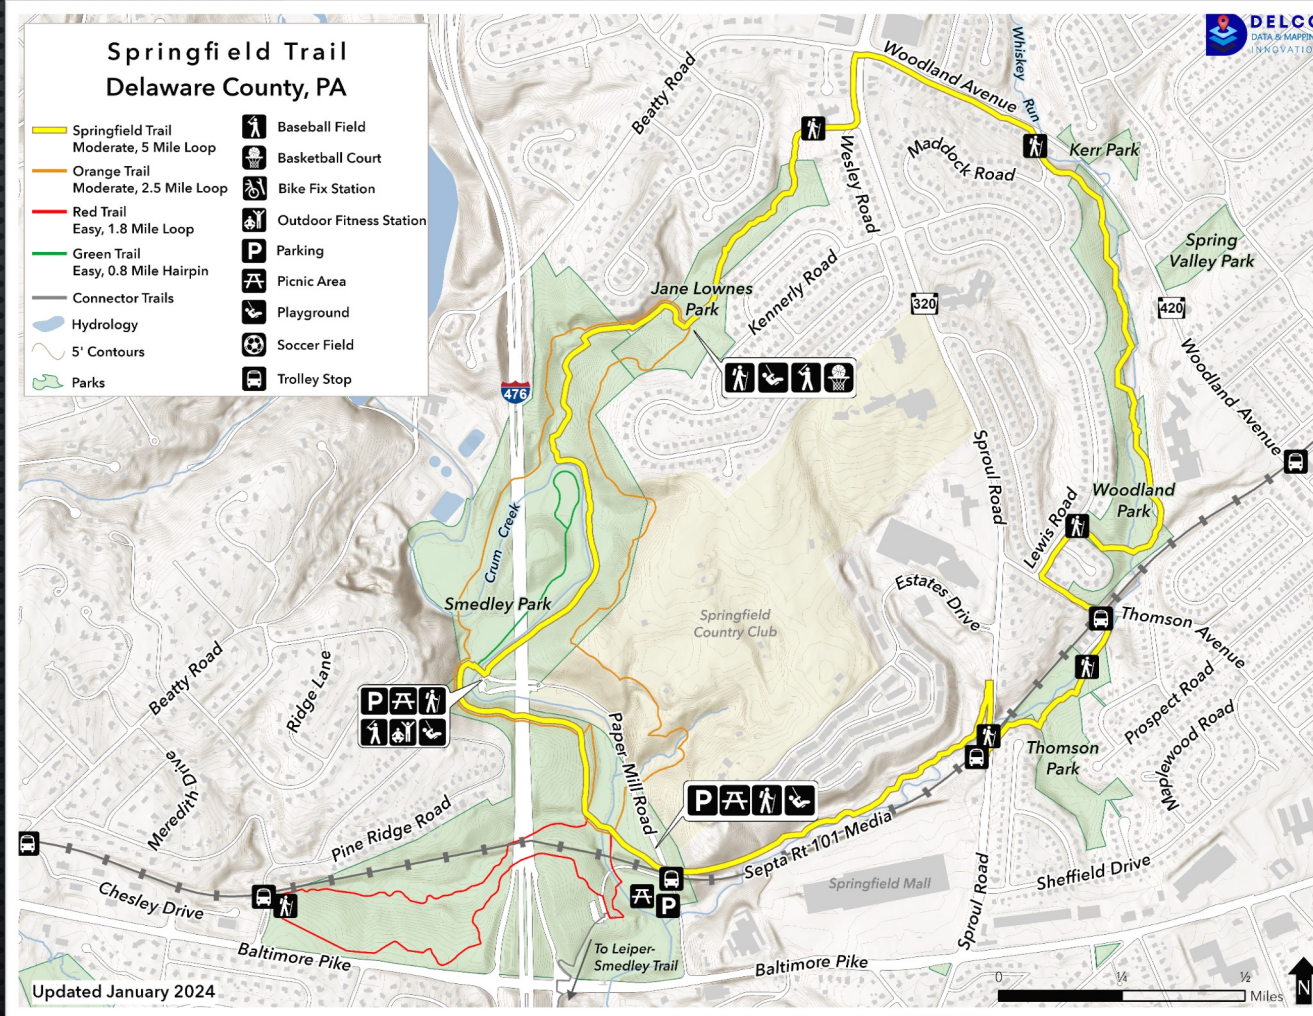 Springfield Trail
Delaware County, PA
Springfield Trail
Moderate, 5 Mile Loop
Orange Trail
Moderate, 2.5 Mile Loop
Red Trail
Easy, 1.8 Mile Loop
Green Trail
Easy, 0.8 Mile Hairpin
Connector Trails
Hydrology
5' Contours
Parks
Baseball Field
Basketball Court
Bike Fix Station
Outdoor Fitness Station
P
Parking
Picnic Area
Playground
Soccer Field
Trolley Stop
DELCO
DATA & MAPPIN
INNOVATIO
Beatty Road
Woodland Avenue
Whiskey Run
Kerr Park
Maddock Road
Wesley Road
Spring
Valley Park
Jane Lownes
Park
Kennerly Road
320
420
476
Woodland Avenue
Sproul Road
Woodland
Park
Lewis Road
Crum Creek
Smedley Park
Springfield
Country Club
Estates Drive
Thomson Avenue
Beatty Road
Ridge Lane
P
Prospect Road
Maplewood Road
Thomson
Park
Paper Mill Road
P
Meredith Drive
Pine Ridge Road
Septa Rt 101 Media
Springfield Mall
Sheffield Drive
Sproul Road
Chesley Drive
P
Baltimore Pike
To Leiper-
Smedley Trail
Baltimore Pike
Updated January 2024
0 ¼ ½
Miles
N